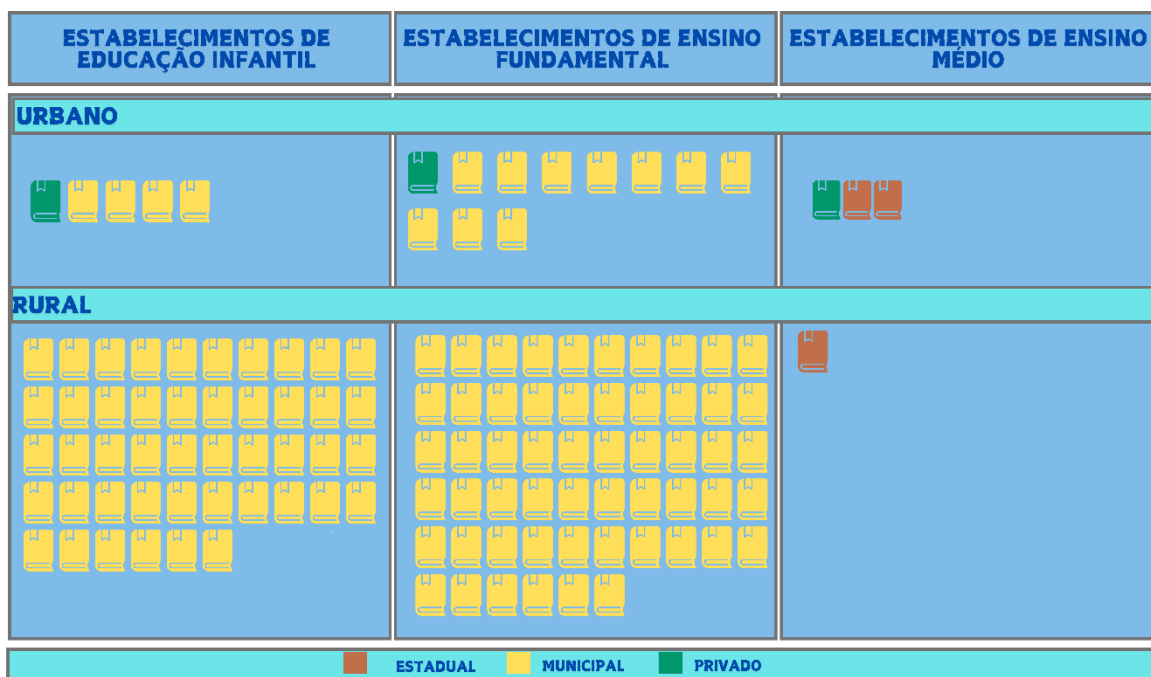 ESTABELECIMENTOS DE
EDUCAÇÃO INFANTIL
ESTABELECIMENTOS DE ENSINO
FUNDAMENTAL
ESTABELECIMENTOS DE ENSINO
MÉDIO
URBANO
RURAL
ESTADUAL
MUNICIPAL
PRIVADO